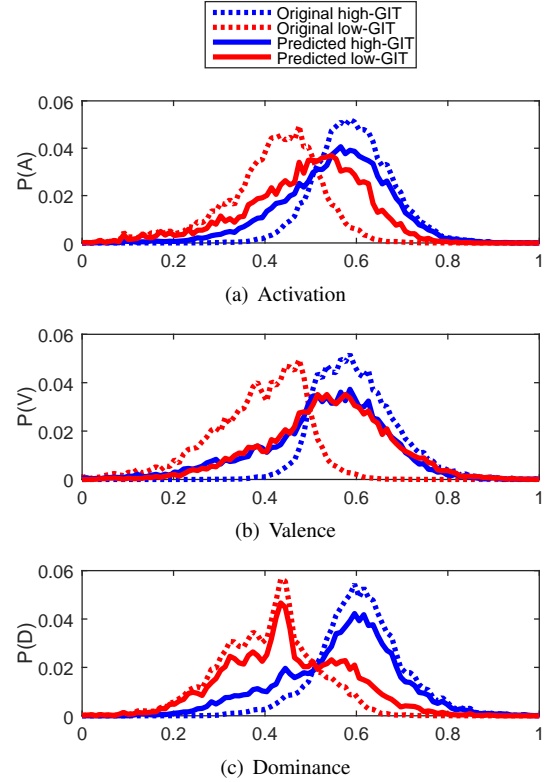 Original high-GIT
Original low-GIT
Predicted high-GIT
Predicted low-GIT
0.06
0.04
0.02
0
P(A)
0 0.2 0.4 0.6 0.8 1
(a) Activation
0.06
0.04
0.02
0
P(V)
0 0.2 0.4 0.6 0.8 1
(b) Valence
0.06
0.04
0.02
0
P(D)
0 0.2 0.4 0.6 0.8 1
(c) Dominance